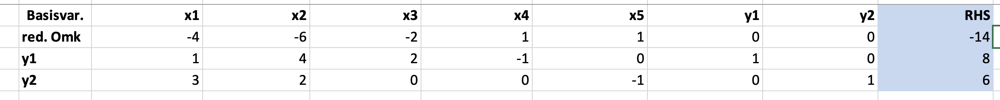 Basisvar. x1 x2 x3 x4 x5 y1 y2 RHS
red. Omk -4 -6 -2 1 1 0 0 -14
y1 1 4 2 -1 0 1 0 8
y2 3 2 0 0 -1 0 1 6